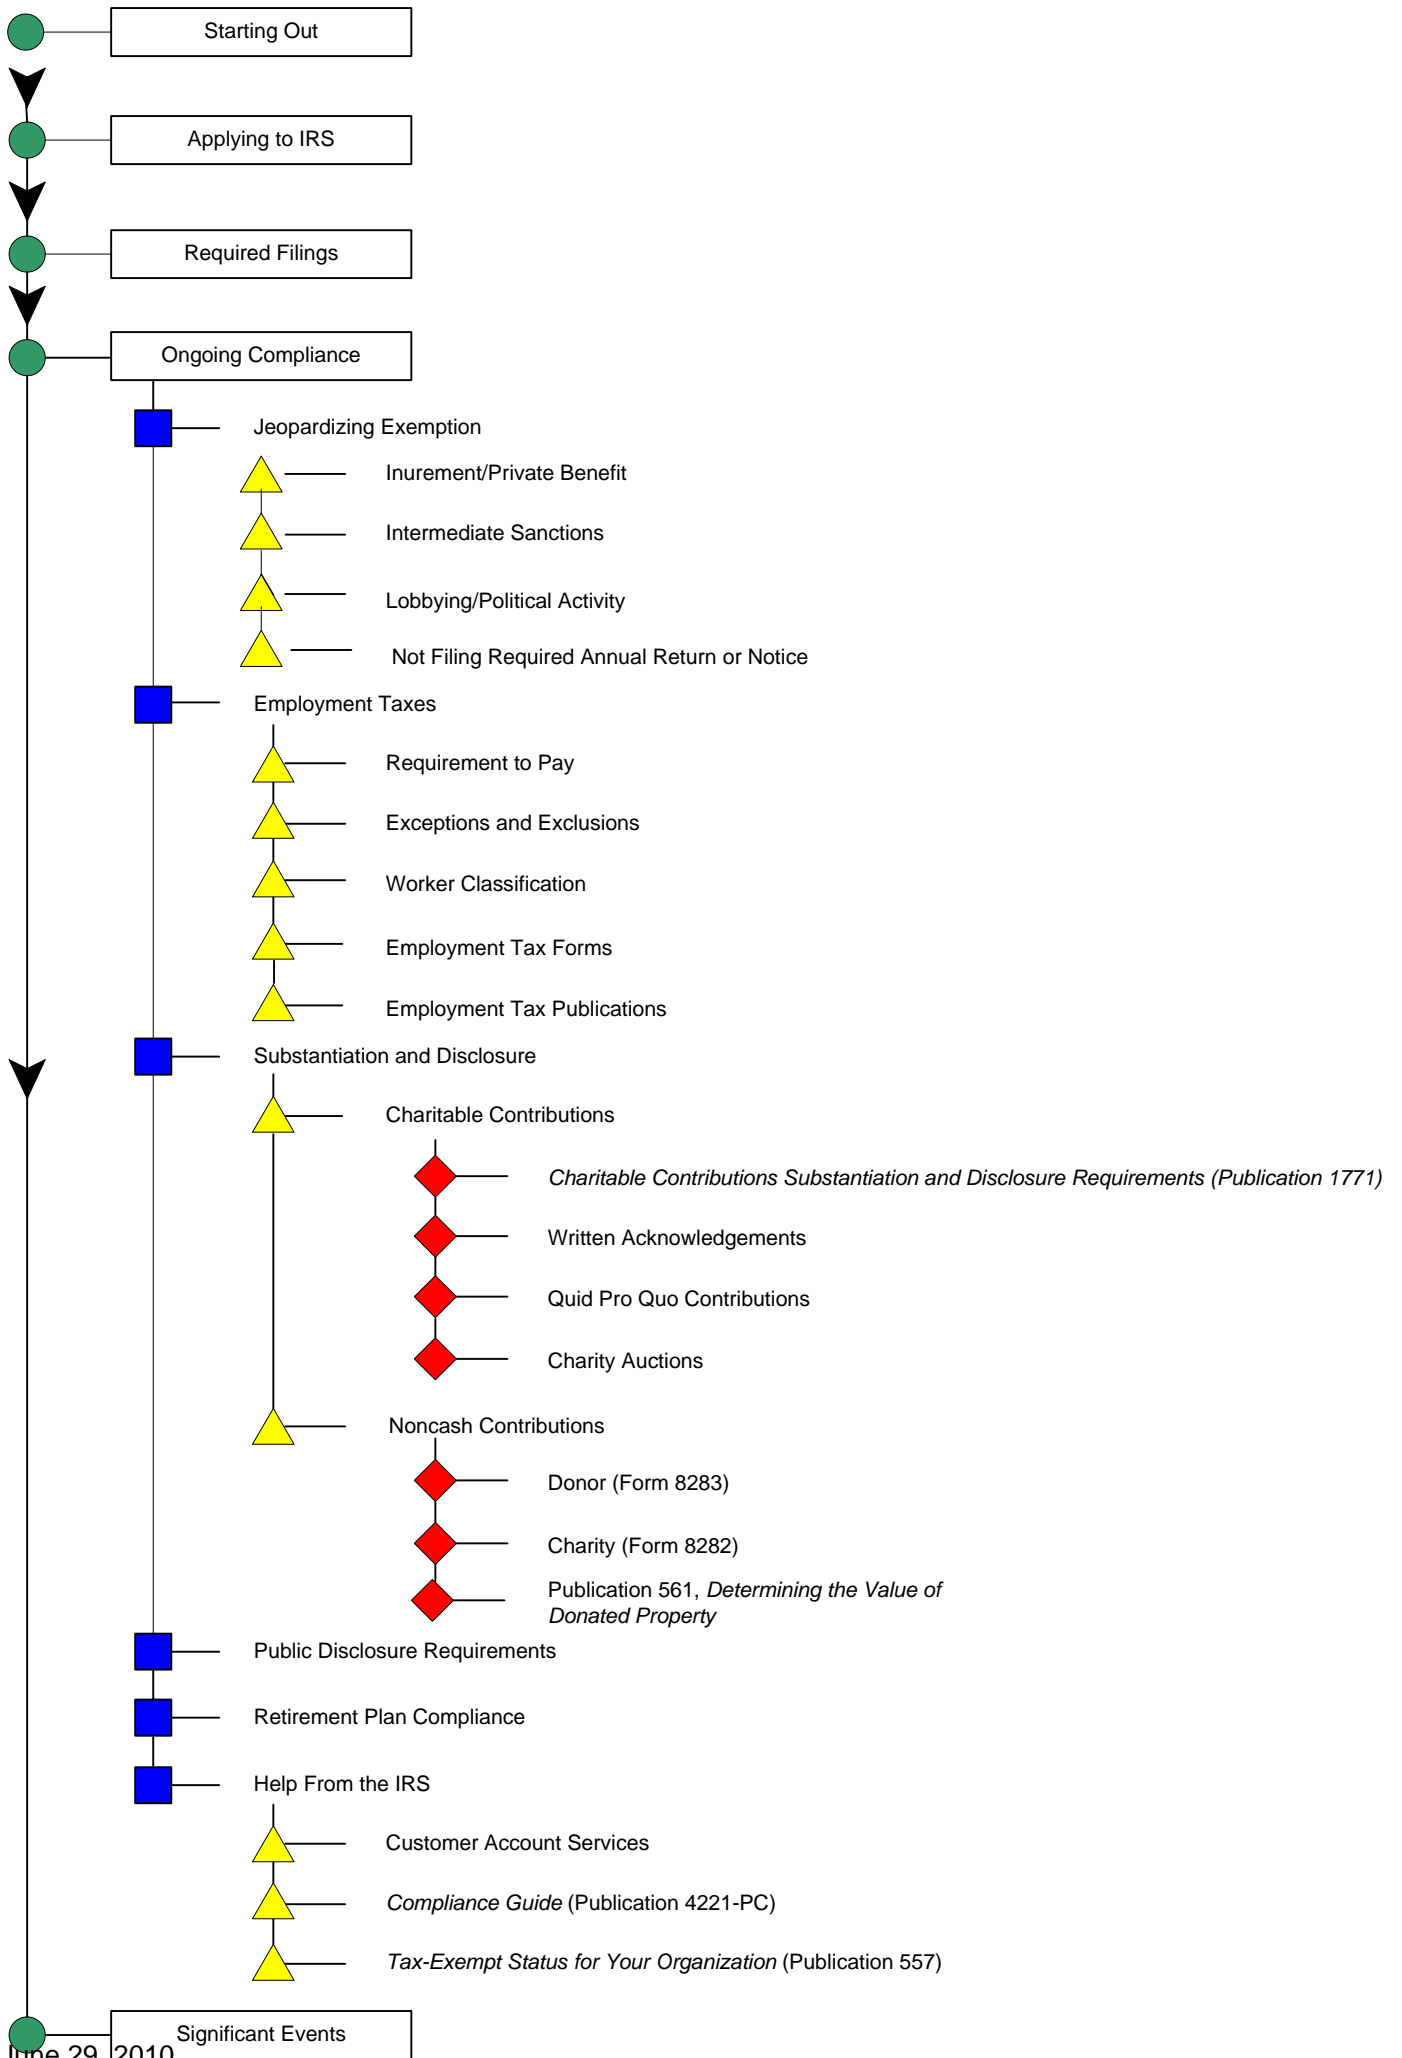 Starting Out
Applying to IRS
Required Filings
Ongoing Compliance
Jeopardizing Exemption
Inurement/Private Benefit
Intermediate Sanctions
Lobbying/Political Activity
Not Filing Required Annual Return or Notice
Employment Taxes
Requirement to Pay
Exceptions and Exclusions
Worker Classification
Employment Tax Forms
Employment Tax Publications
Substantiation and Disclosure
Charitable Contributions
Charitable Contributions Substantiation and Disclosure Requirements (Publication 1771)
Written Acknowledgements
Quid Pro Quo Contributions
Charity Auctions
Noncash Contributions
Donor (Form 8283)
Charity (Form 8282)
Publication 561, Determining the Value of
Donated Property
Public Disclosure Requirements
Retirement Plan Compliance
Help From the IRS
Customer Account Services
Compliance Guide (Publication 4221-PC)
Tax-Exempt Status for Your Organization (Publication 557)
Significant Events
June 29, 2010